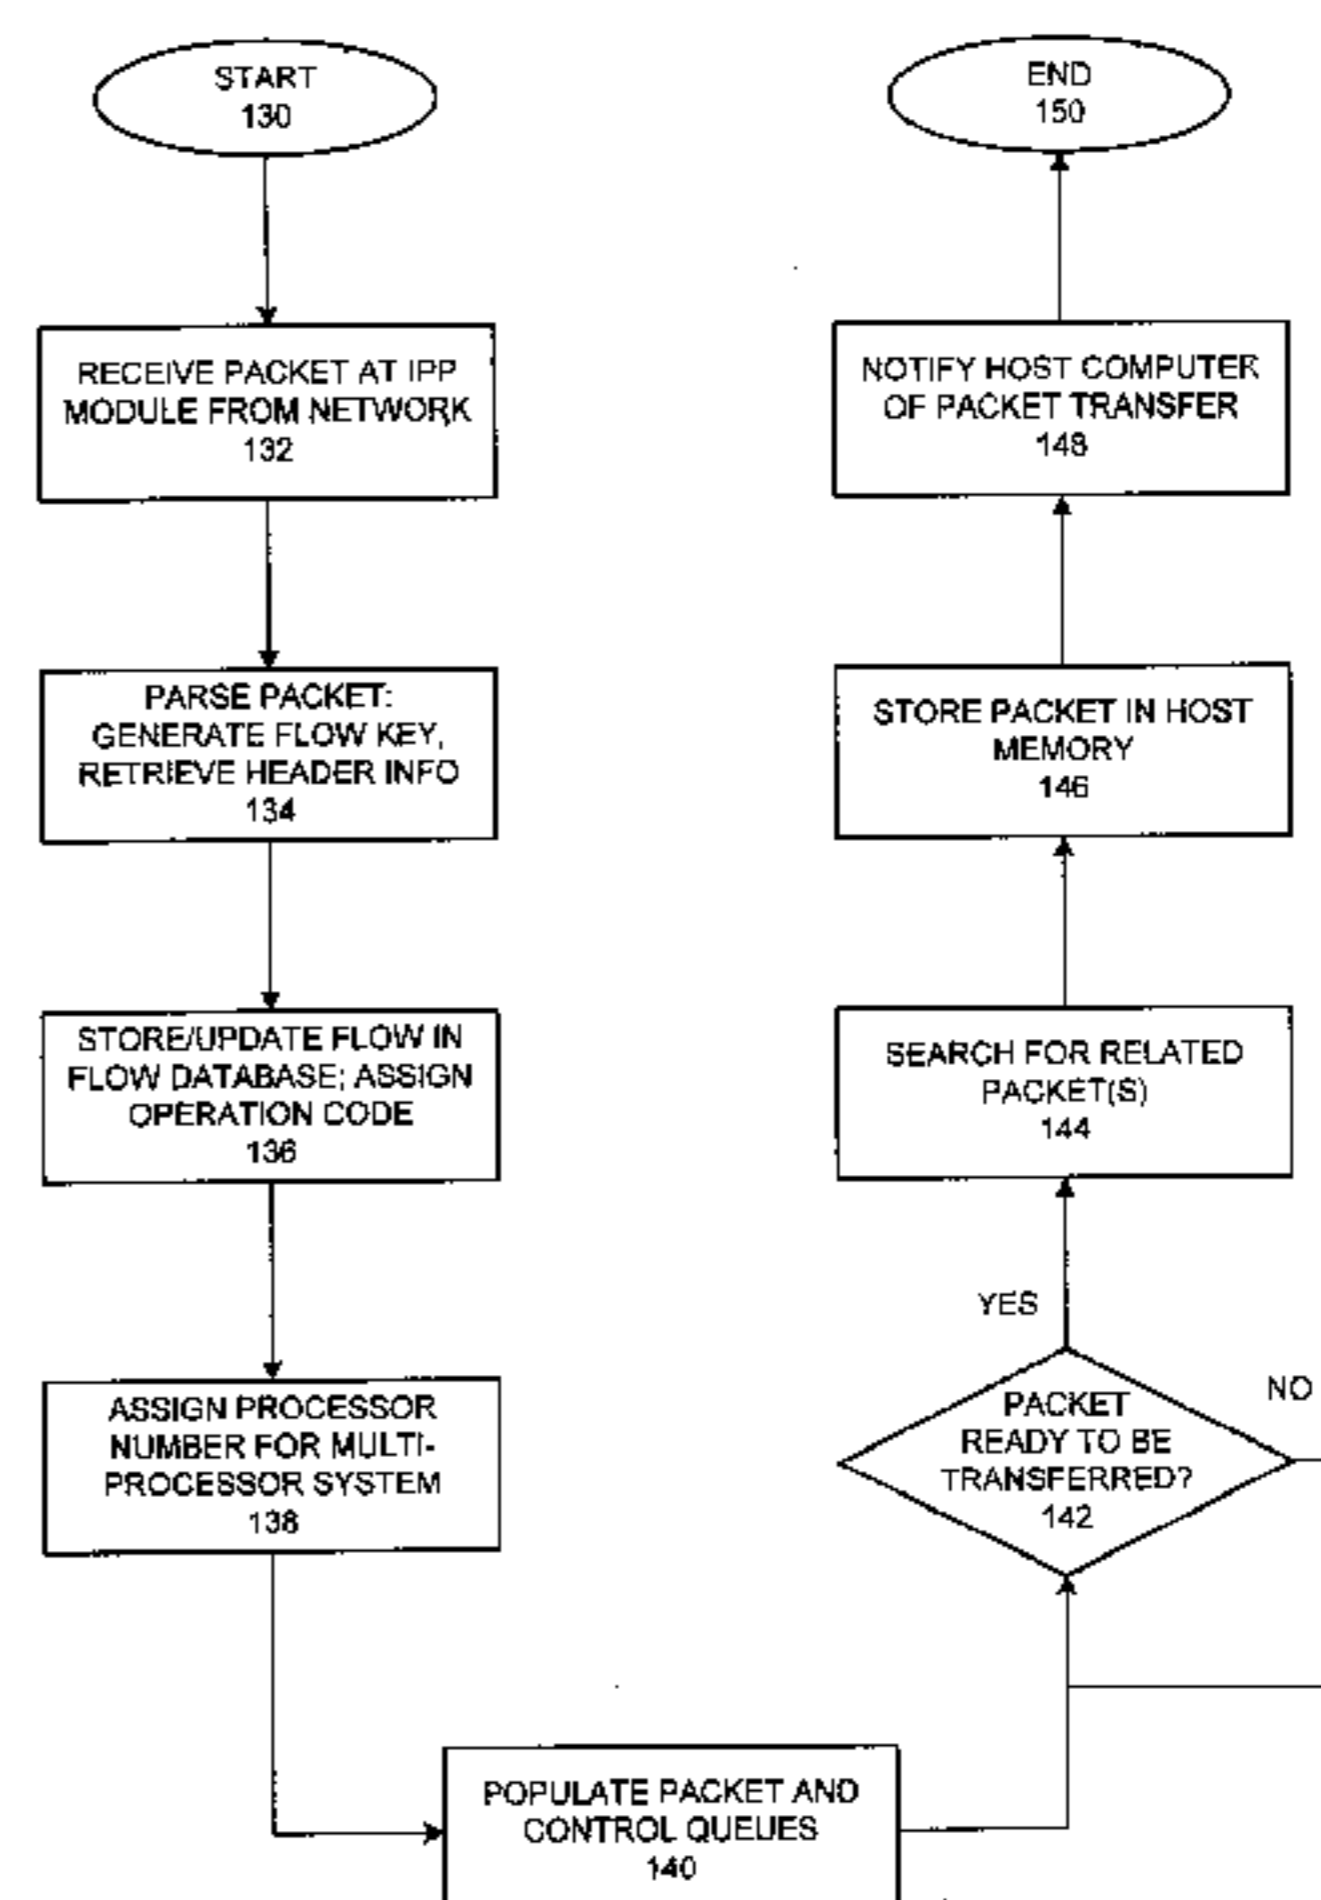 START
130
RECEIVE PACKET AT IPP
MODULE FROM NETWORK
132
PARSE PACKET:
GENERATE FLOW KEY,
RETRIEVE HEADER INFO
134
STORE/UPDATE FLOW IN
FLOW DATABASE; ASSIGN
OPERATION CODE
136
ASSIGN PROCESSOR
NUMBER FOR MULTI-
PROCESSOR SYSTEM
138
POPULATE PACKET AND
CONTROL QUEUES
140
PACKET
READY TO BE
TRANSFERRED?
142
NO
YES
SEARCH FOR RELATED
PACKET(S)
144
STORE PACKET IN HOST
MEMORY
146
NOTIFY HOST COMPUTER
OF PACKET TRANSFER
148
END
150